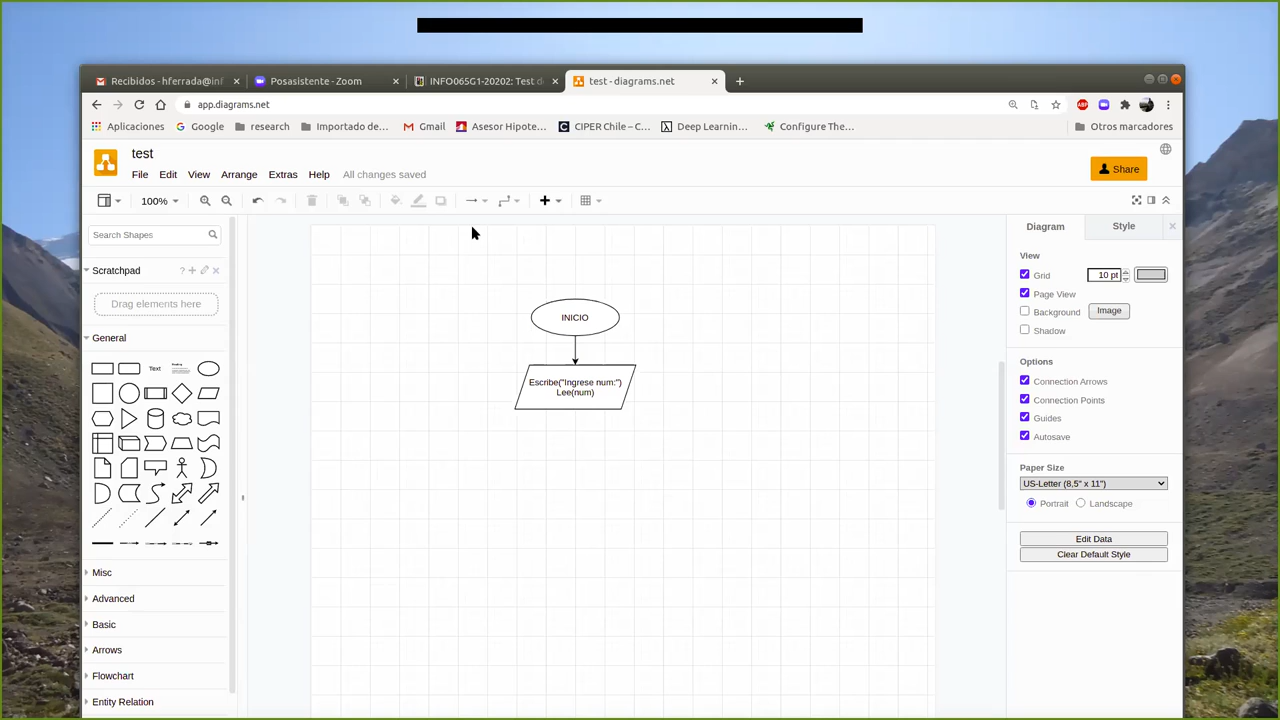 Recibidos - hferrada@inf
Posasistente - Zoom
INFO065G1-20202: Test d
test - diagrams.net
app.diagrams.net
ABP
Aplicaciones
Google
research
Importado de...
Gmail
Asesor Hipote...
CIPER Chile – C...
Deep Learnin...
Configure The...
Otros marcadores
test
File Edit View Arrange Extras Help All changes saved
Share
100%
Search Shapes
Diagram
Style
Scratchpad
Drag elements here
General
Text
Heading
Misc
Advanced
Basic
Arrows
Flowchart
Entity Relation
INICIO
Escribe("Ingrese num:")
Lee(num)
View
Grid
10 pt
Page View
Background
Image
Shadow
Options
Connection Arrows
Connection Points
Guides
Autosave
Paper Size
US-Letter (8,5" x 11")
Portrait
Landscape
Edit Data
Clear Default Style